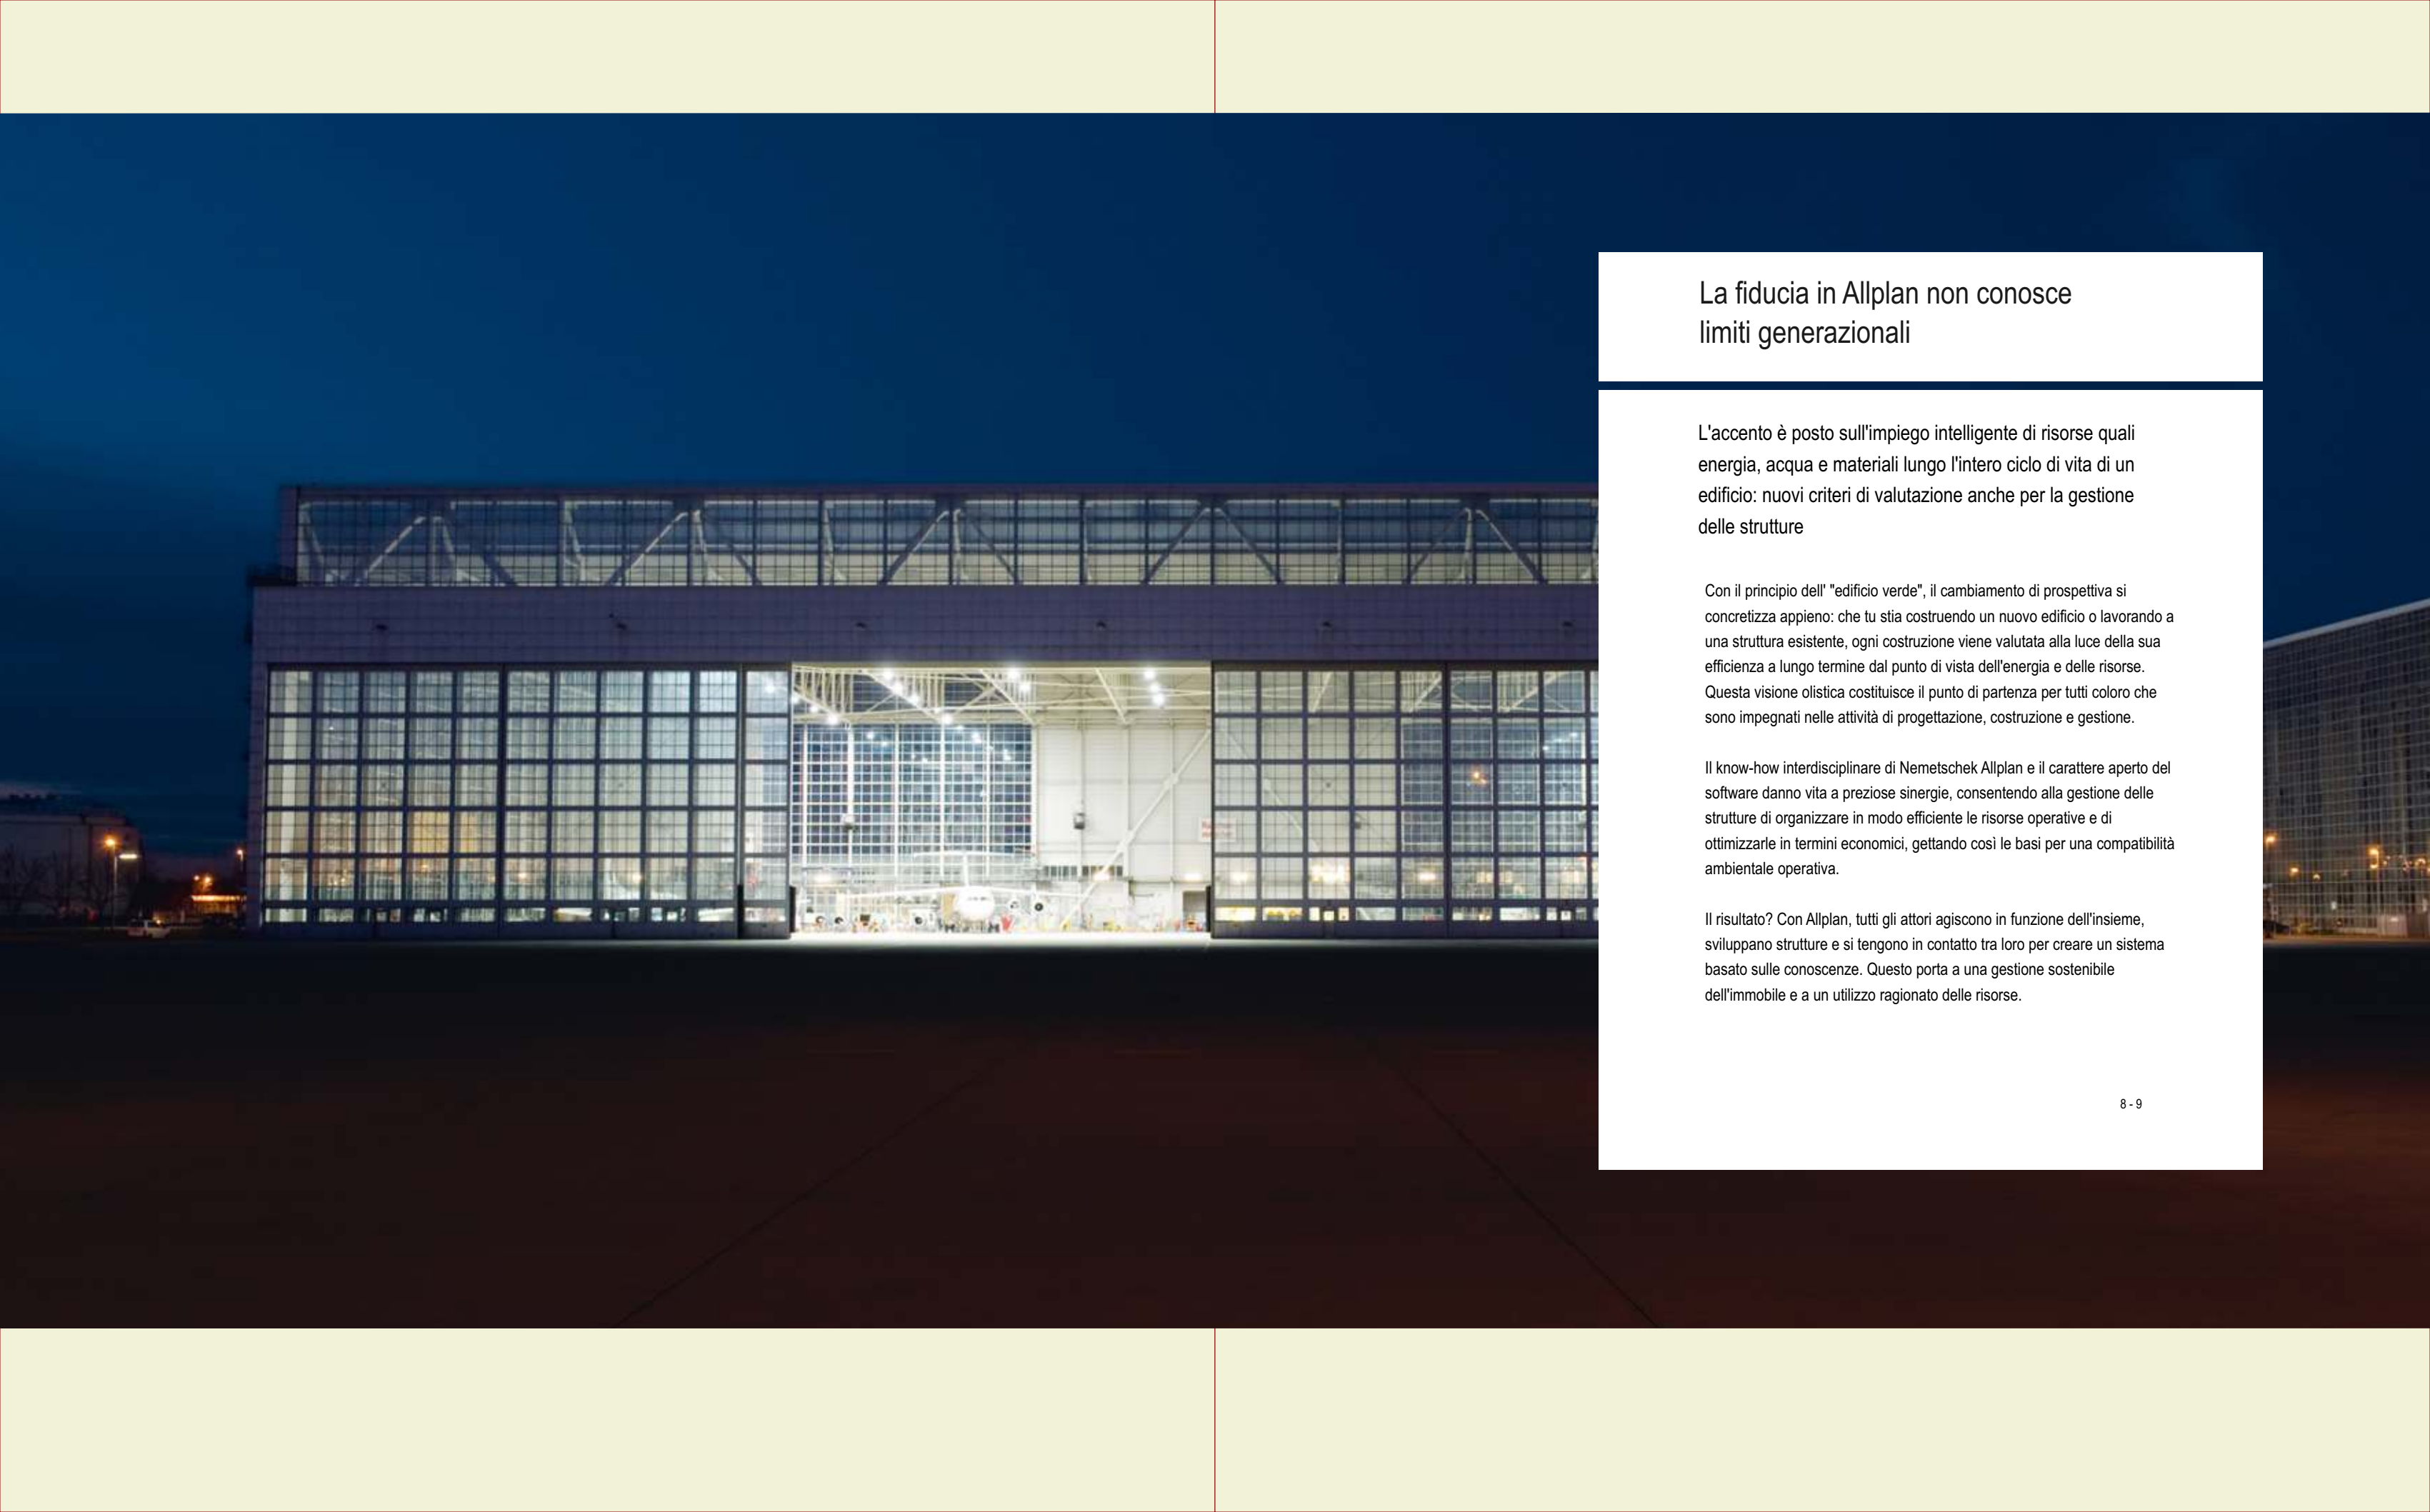 La fiducia in Allplan non conosce
limiti generazionali
L'accento è posto sull'impiego intelligente di risorse quali
energia, acqua e materiali lungo l'intero ciclo di vita di un
edificio: nuovi criteri di valutazione anche per la gestione
delle strutture
Con il principio dell' "edificio verde", il cambiamento di prospettiva si
concretizza appieno: che tu stia costruendo un nuovo edificio o lavorando a
una struttura esistente, ogni costruzione viene valutata alla luce della sua
efficienza a lungo termine dal punto di vista dell'energia e delle risorse.
Questa visione olistica costituisce il punto di partenza per tutti coloro che
sono impegnati nelle attività di progettazione, costruzione e gestione.
Il know-how interdisciplinare di Nemetschek Allplan e il carattere aperto del
software danno vita a preziose sinergie, consentendo alla gestione delle
strutture di organizzare in modo efficiente le risorse operative e di
ottimizzarle in termini economici, gettando così le basi per una compatibilità
ambientale operativa.
Il risultato? Con Allplan, tutti gli attori agiscono in funzione dell'insieme,
sviluppano strutture e si tengono in contatto tra loro per creare un sistema
basato sulle conoscenze. Questo porta a una gestione sostenibile
dell'immobile e a un utilizzo ragionato delle risorse.
8 - 9